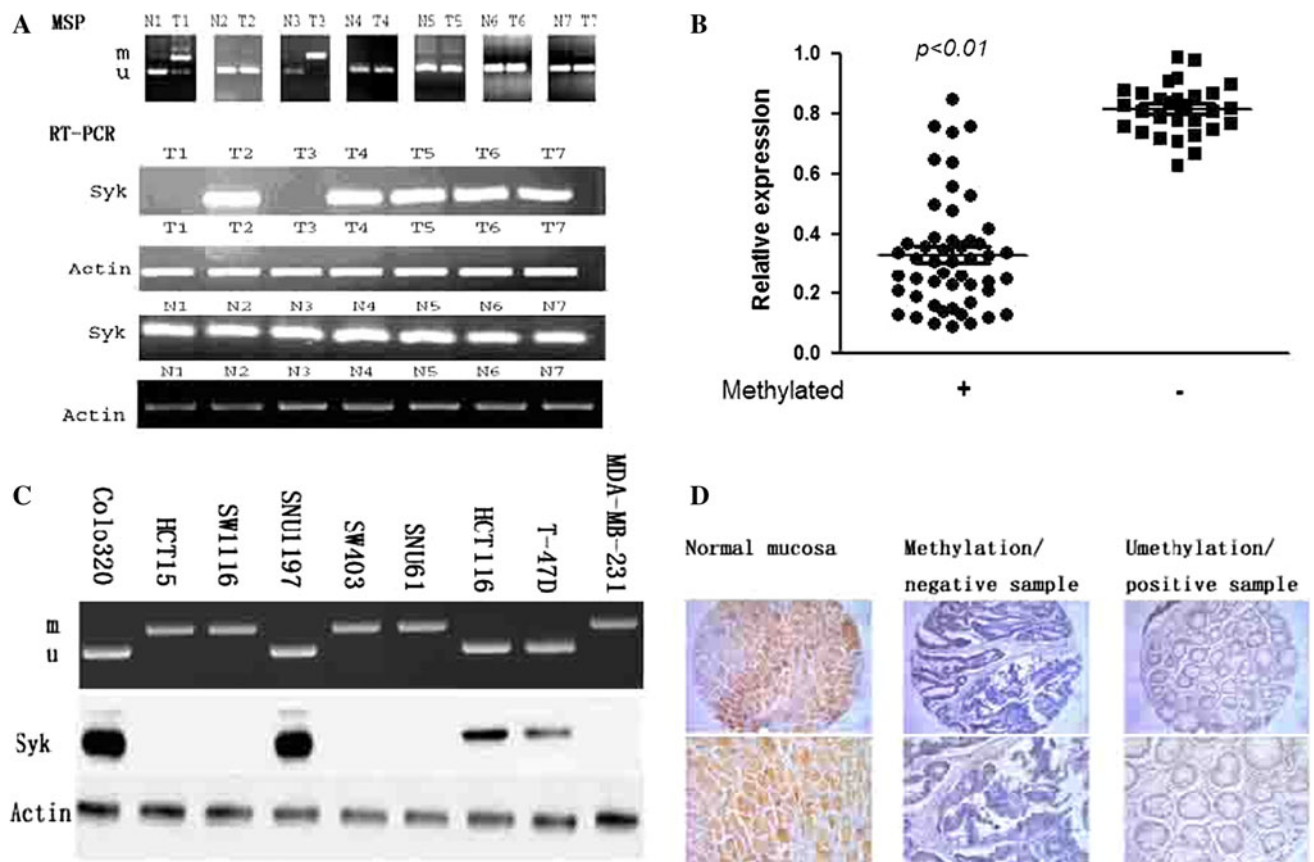 A
MSP N1 T1 N2 T2 N3 T3 N4 T4 N5 T5 N6 T6 N7 T7
m
u
RT-PCR
T1 T2 T3 T4 T5 T6 T7
Syk
T1 T2 T3 T4 T5 T6 T7
Actin
N1 N2 N3 N4 N5 N6 N7
Syk
N1 N2 N3 N4 N5 N6 N7
Actin
B
p<0.01
1.0
0.8
0.6
0.4
0.2
0.0
Relative expression
Methylated + -
C
Colo320 HCT15 SW1116 SNU1197 SW403 SNU61 HCT116 T-47D MDA-MB-231
m
u
Syk
Actin
D
Normal mucosa
Methylation/
negative sample
Umethylation/
positive sample